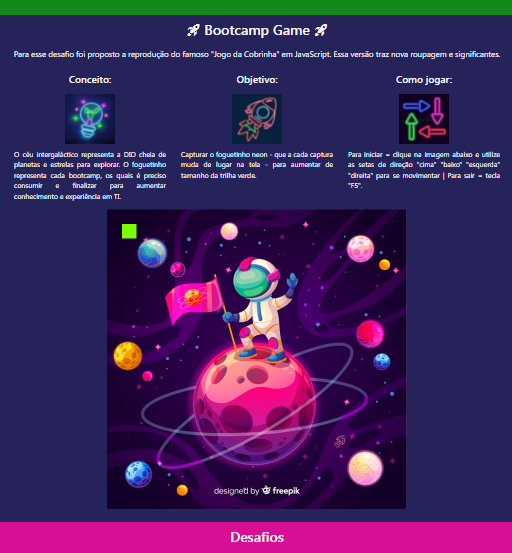 🚀 Bootcamp Game 🚀
Para esse desafio foi proposto a reprodução do famoso "Jogo da Cobrinha" em JavaScript. Essa versão traz nova roupagem e significantes.
Conceito:
O céu intergaláctico representa a DIO cheia de
planetas e estrelas para explorar. O foguetinho
representa cada bootcamp, os quais é preciso
consumir e finalizar para aumentar
conhecimento e experiência em TI.
Objetivo:
Capturar o foguetinho neon - que a cada captura
muda de lugar na tela - para aumentar de
tamanho da trilha verde.
Como jogar:
Para iniciar = clique na imagem abaixo e utilize
as setas de direção "cima" "baixo" "esquerda"
"direita" para se movimentar | Para sair = tecla
"F5".
designed by freepik
Desafios